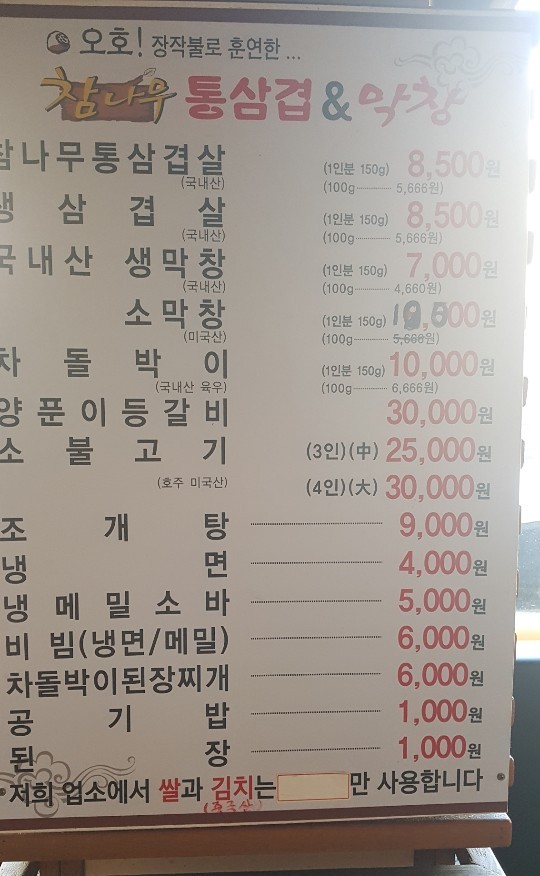 오호! 장작불로 훈연한 ...
참나무 통삼겹 & 막창
참나무통삼겹살 (1인분 150g) 8,500원
(국내산) (100g 5,666원)
생삼겹살 (1인분 150g) 8,500원
(국내산) (100g 5,666원)
국내산 생막창 (1인분 150g) 7,000원
(국내산) (100g 4,660원)
소막창 (1인분 150g) 원
(미국산) (100g 5,660원)
차돌박이 (1인분 150g) 10,000원
(국내산 육우) (100g 6,666원)
양푼이등갈비 30,000원
소불고기 (3인)(中) 25,000원
(호주 미국산) (4인)(大) 30,000원
조개탕 9,000원
냉면 4,000원
냉메밀소바 5,000원
비빔(냉면/메밀) 6,000원
차돌박이된장찌개 6,000원
공기밥 1,000원
된장 1,000원
저희 업소에서 쌀과 김치는 만 사용합니다
(중국산)